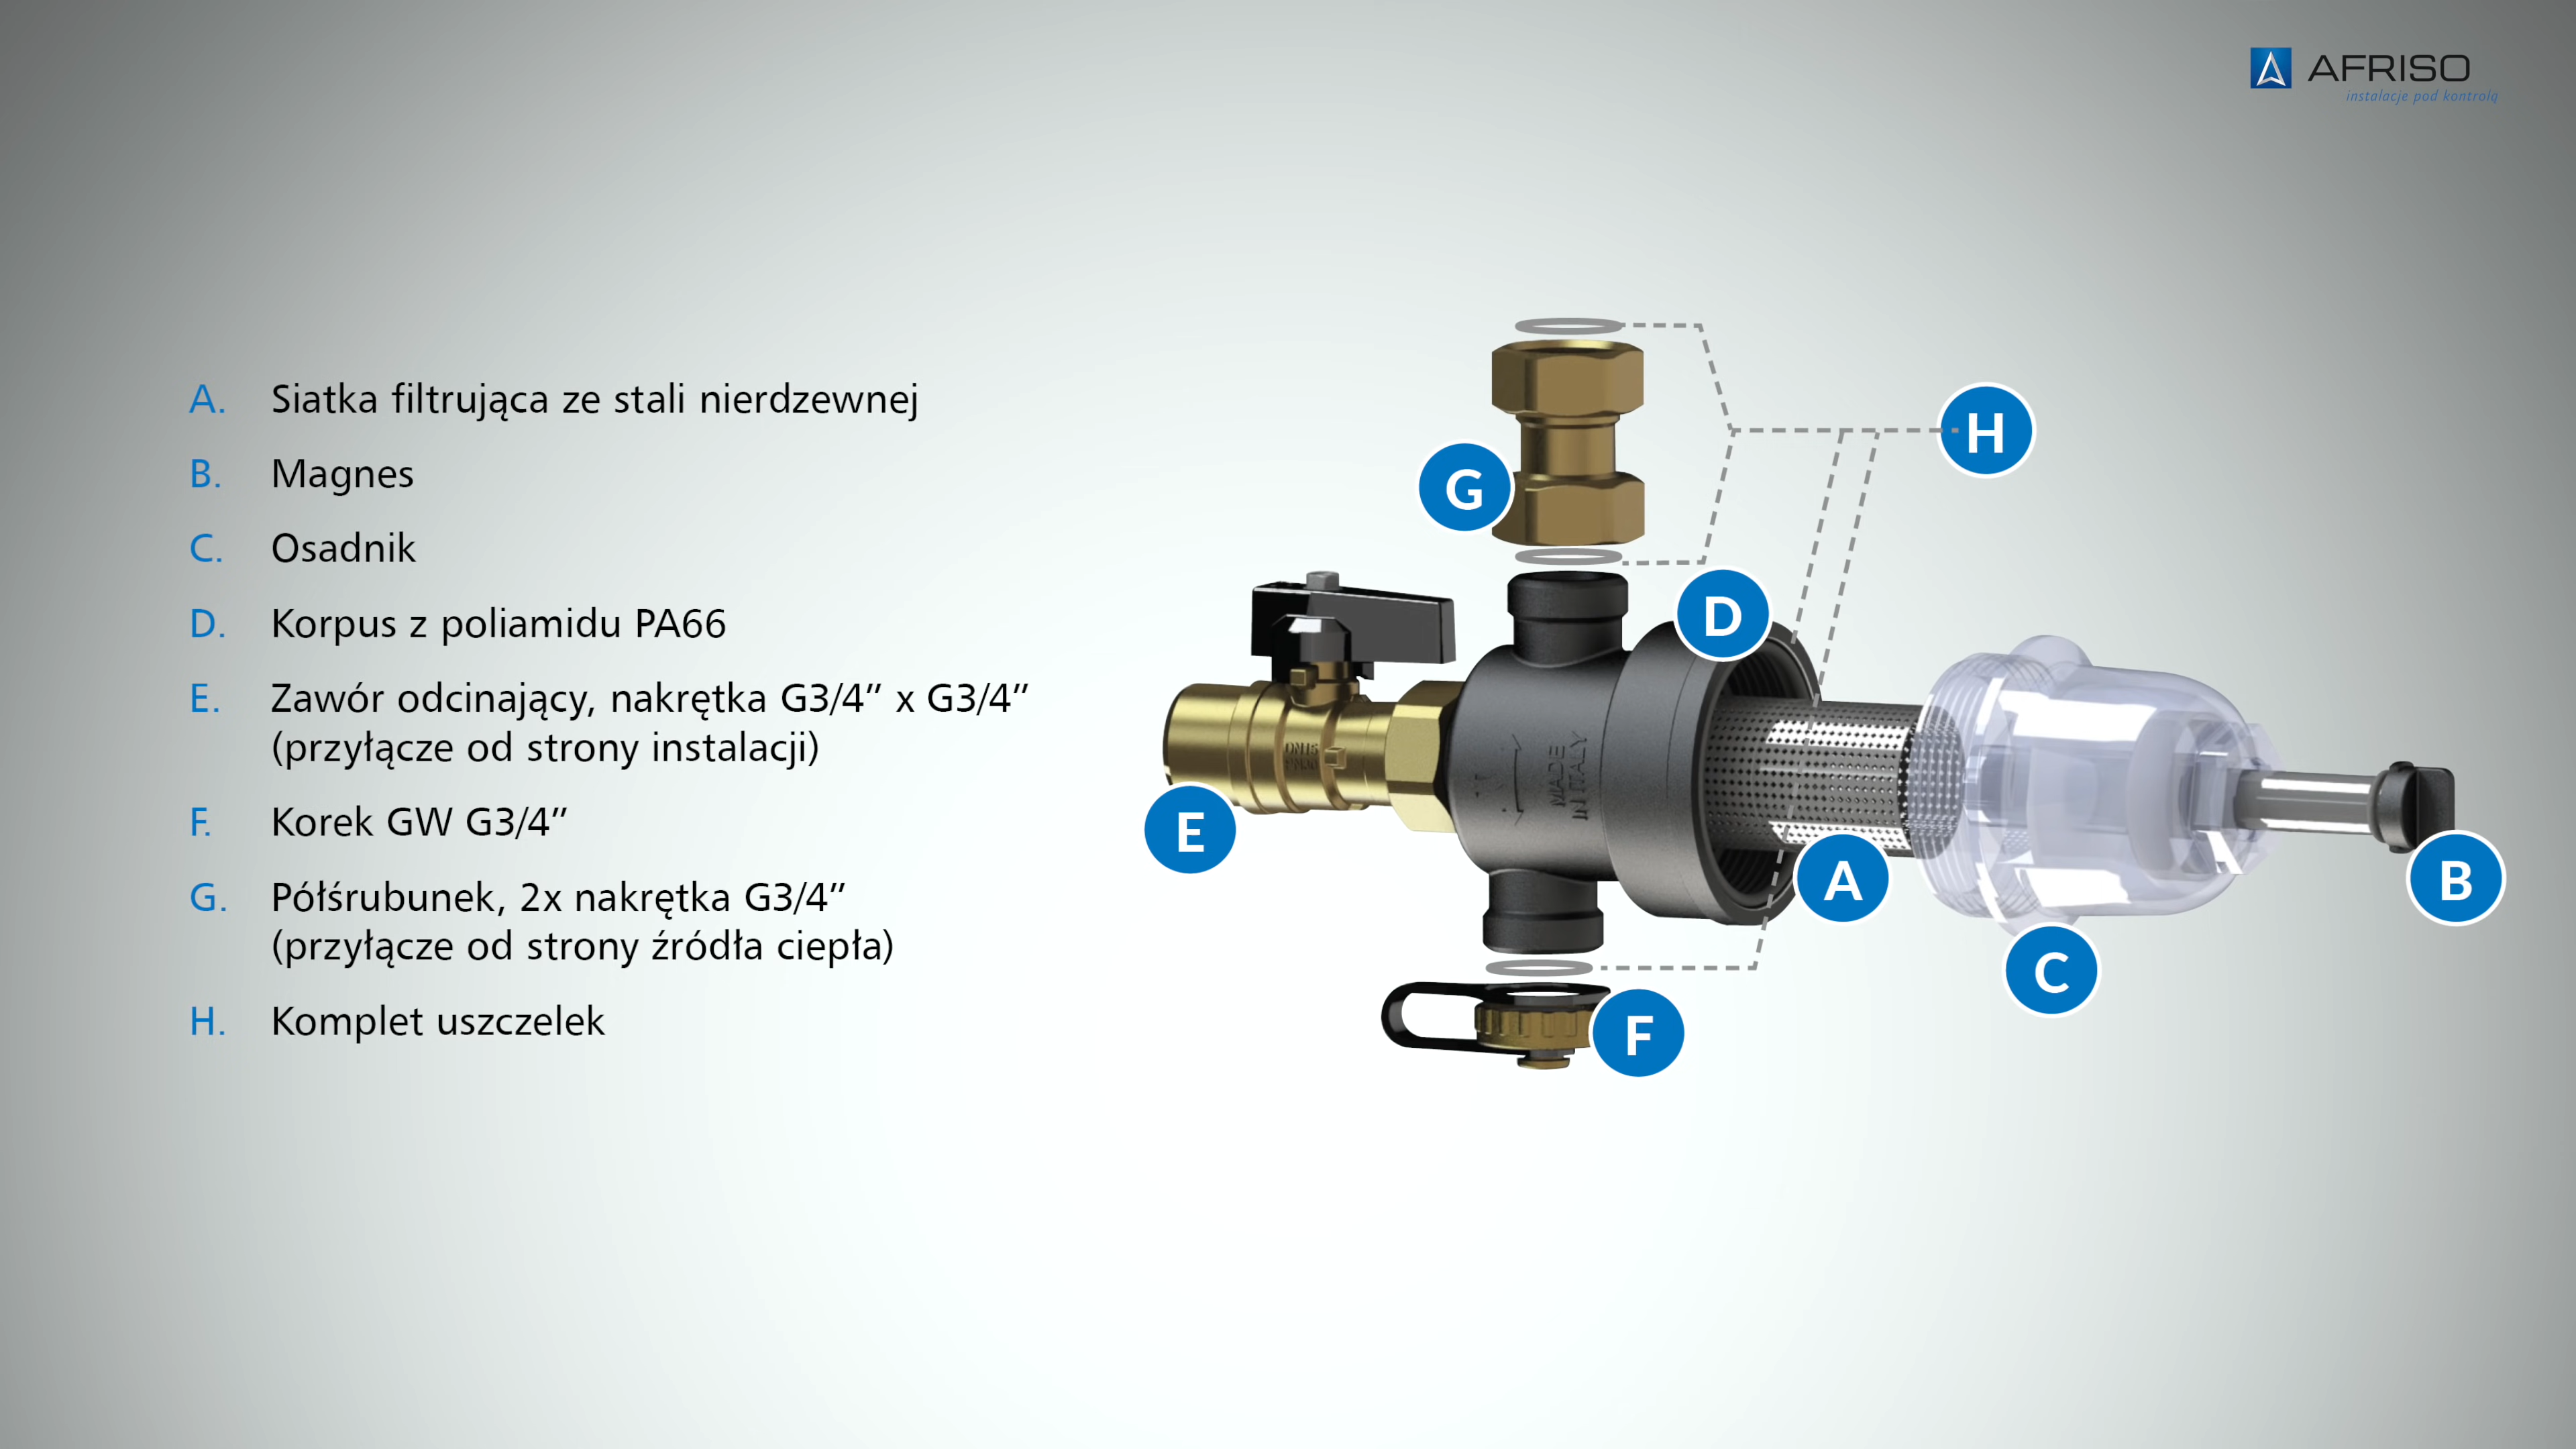 AFRISO
instalacje pod kontrolą
A. Siatka filtrująca ze stali nierdzewnej
B. Magnes
C. Osadnik
D. Korpus z poliamidu PA66
E. Zawór odcinający, nakrętka G3/4” x G3/4”
(przyłącze od strony instalacji)
F. Korek GW G3/4”
G. Półśrubunek, 2x nakrętka G3/4”
(przyłącze od strony źródła ciepła)
H. Komplet uszczelek
H
G
D
E
A
B
C
F
MADE
IN ITALY
DN15